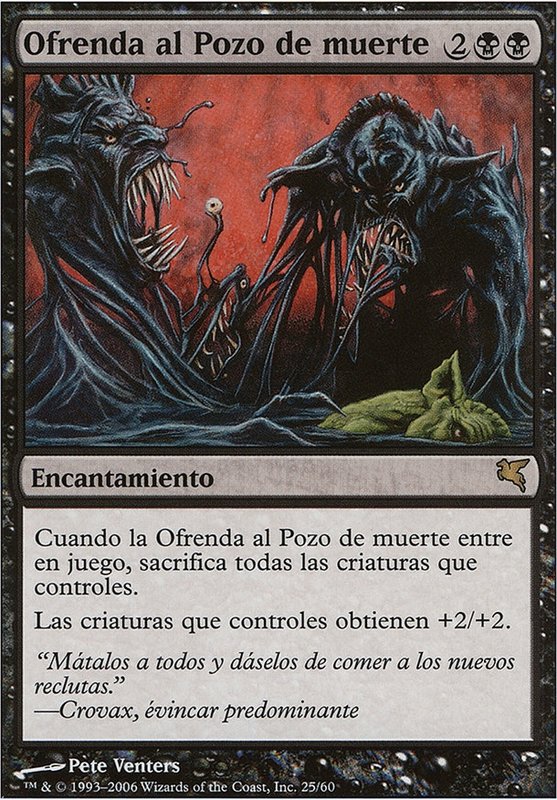 Ofrenda al Pozo de muerte 2
Encantamiento
Cuando la Ofrenda al Pozo de muerte entre
en juego, sacrifica todas las criaturas que
controles.
Las criaturas que controles obtienen +2/+2.
“Mátalos a todos y dáselos de comer a los nuevos
reclutas.”
—Crovax, évincar predominante
Pete Venters
™ & © 1993–2006 Wizards of the Coast, Inc. 25/60